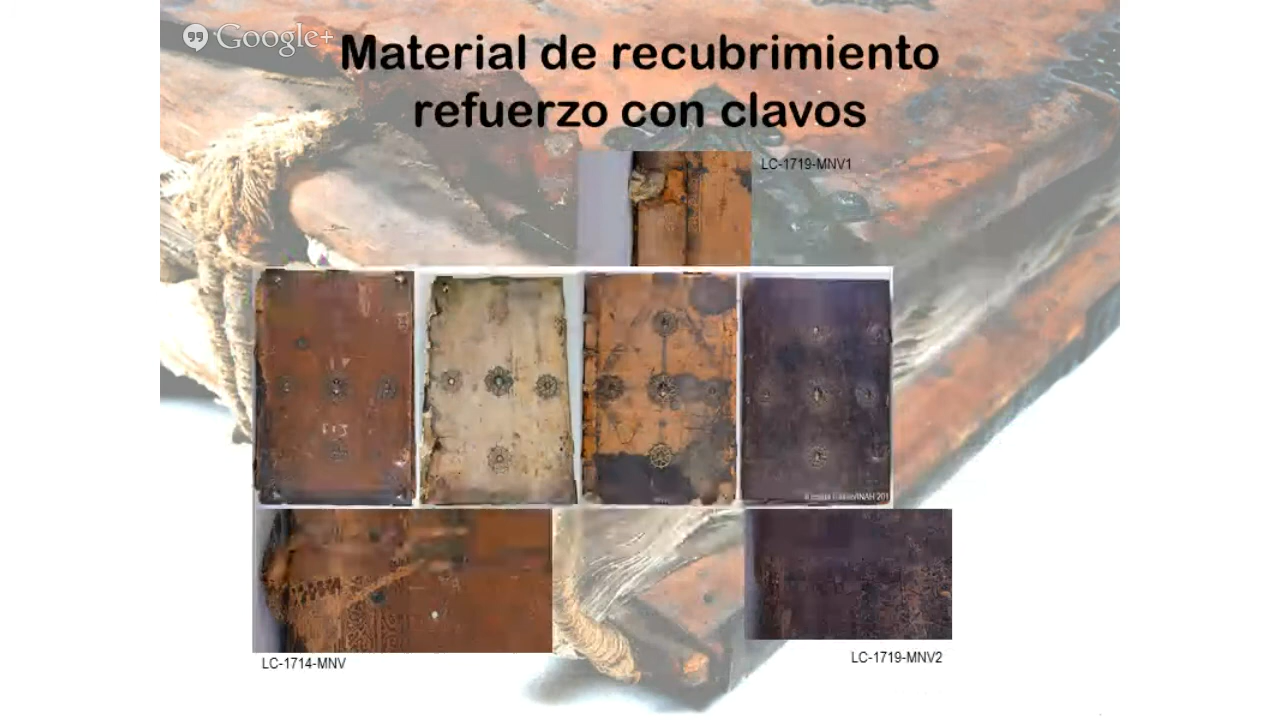 Google+
Material de recubrimiento
refuerzo con clavos
LC-1719-MNV1
LC-1714-MNV
LC-1719-MNV2